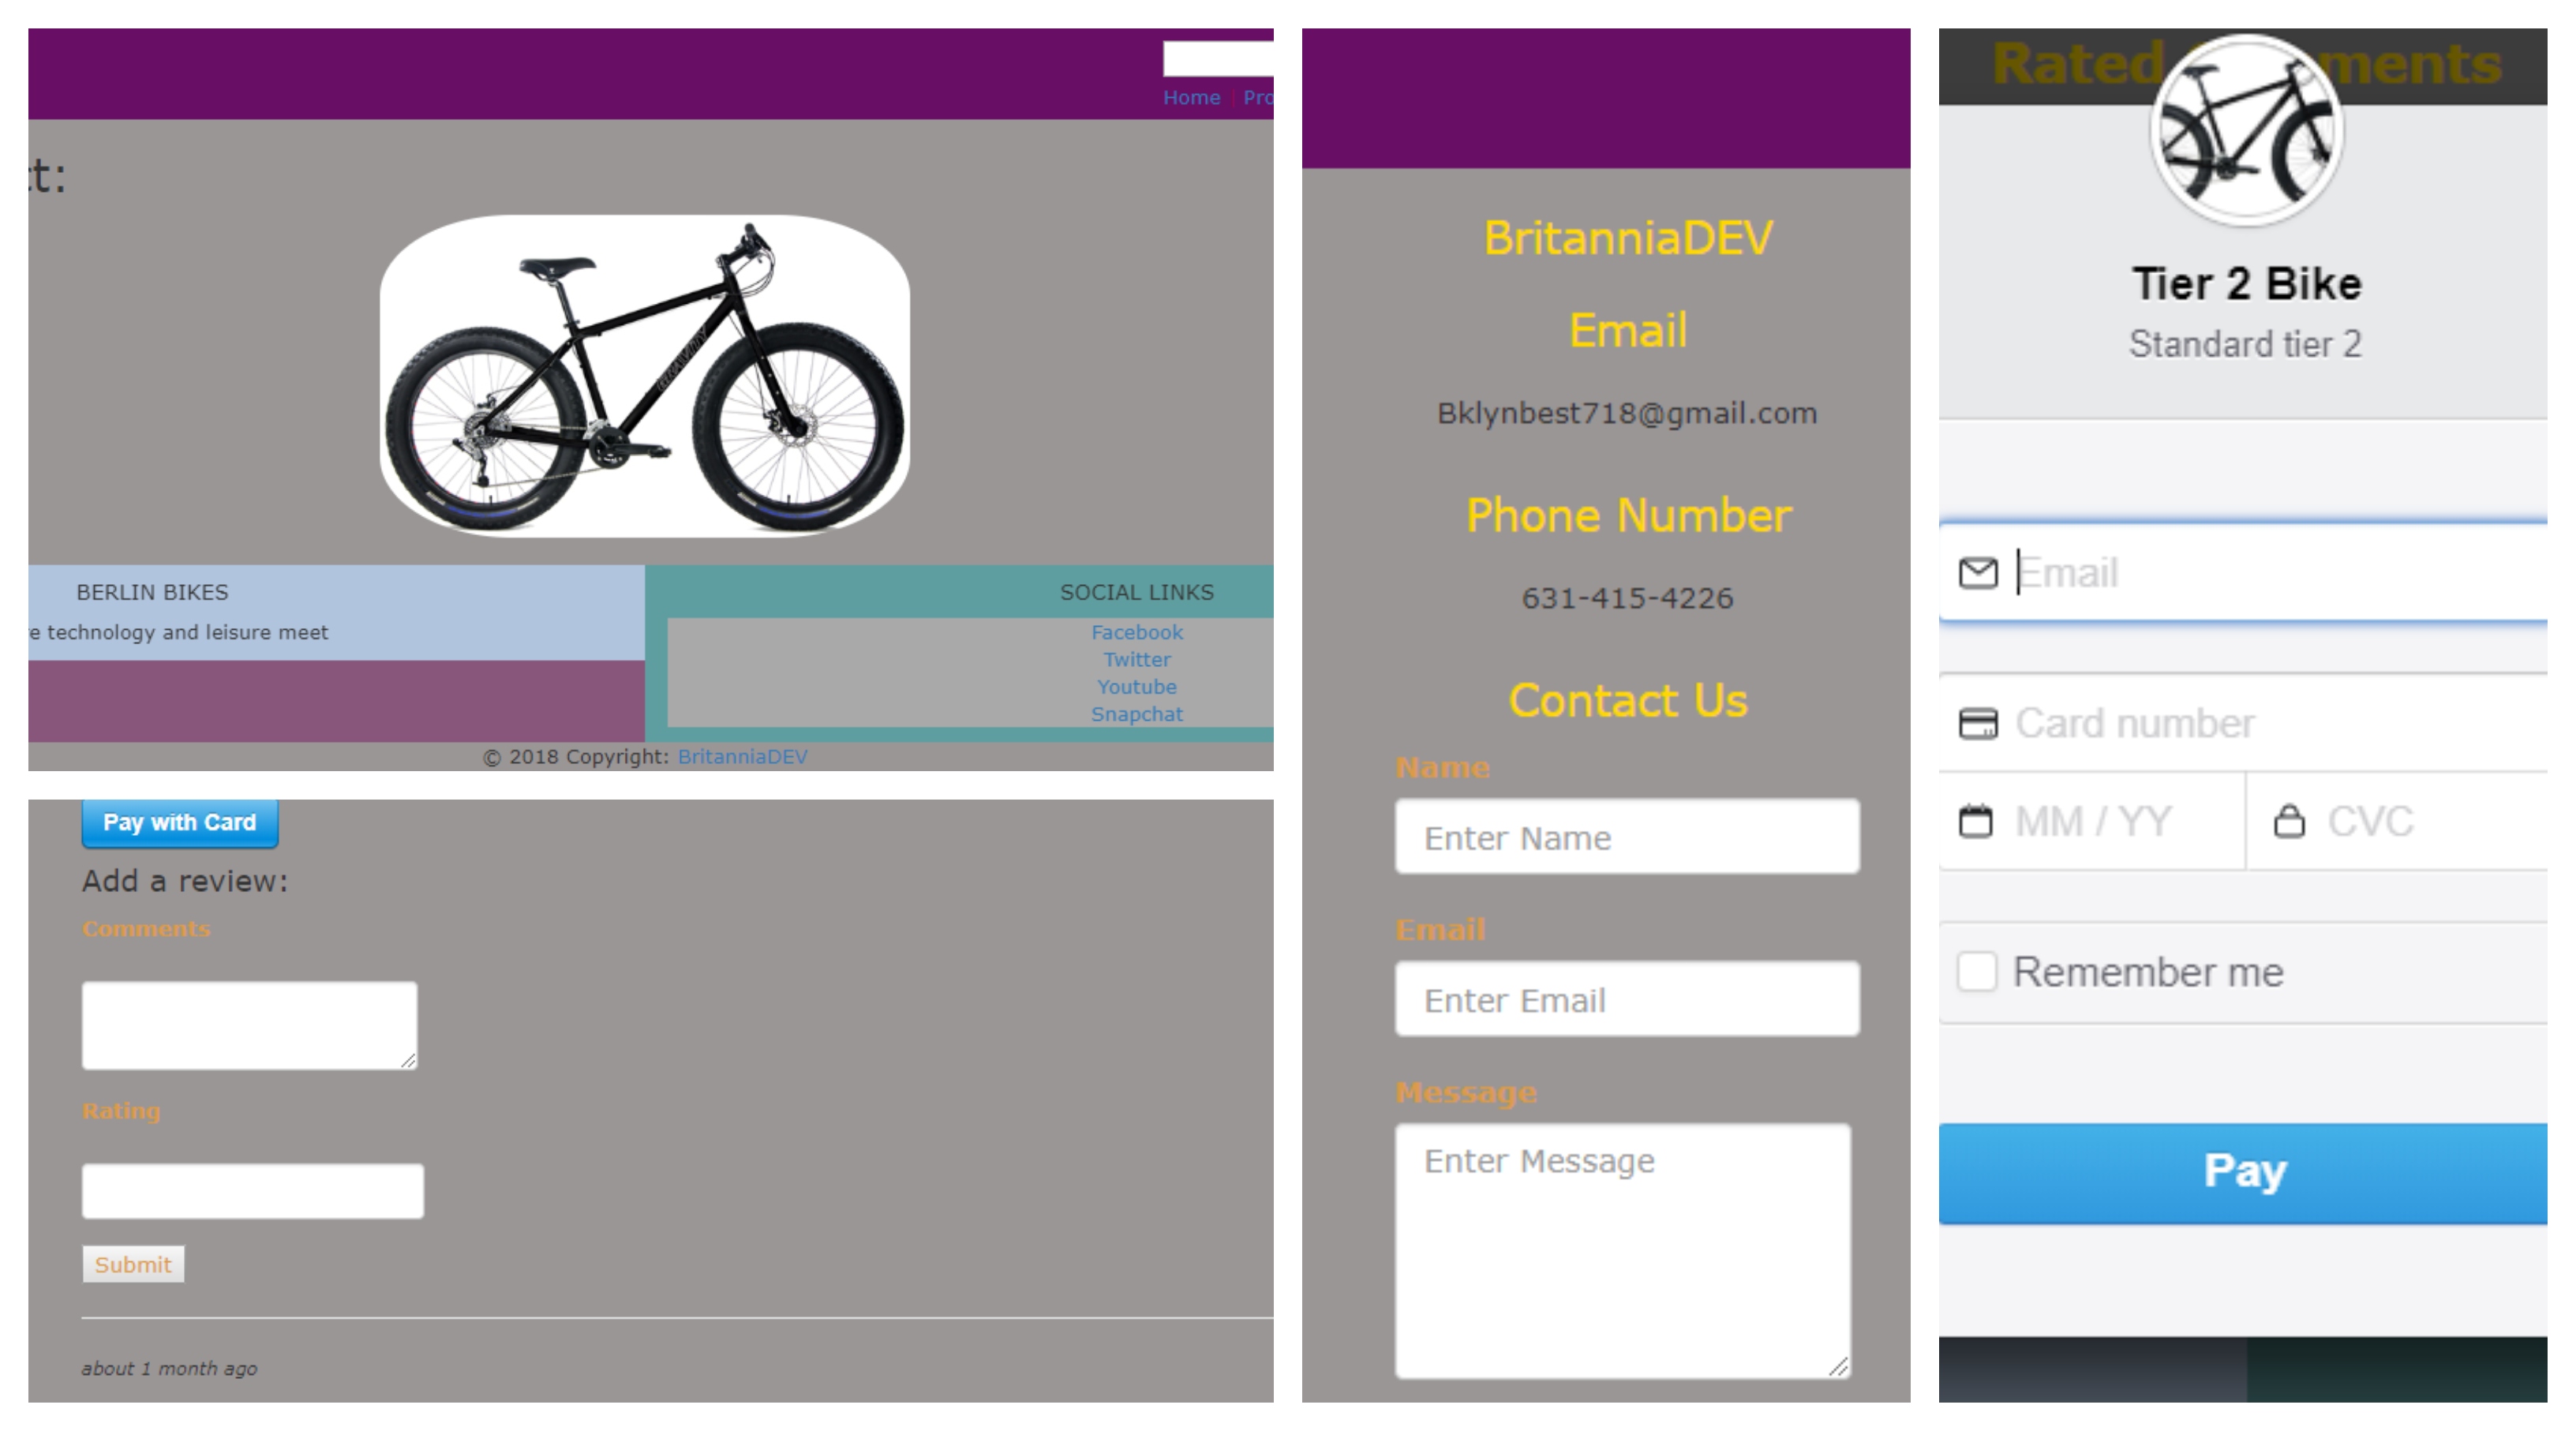 Home | Pro
ct:
BERLIN BIKES
e technology and leisure meet
SOCIAL LINKS
Facebook
Twitter
Youtube
Snapchat
© 2018 Copyright: BritanniaDEV
Pay with Card
Add a review:
Comments
Rating
Submit
about 1 month ago
BritanniaDEV
Email
Bklynbest718@gmail.com
Phone Number
631-415-4226
Contact Us
Name
Enter Name
Email
Enter Email
Message
Enter Message
Rated ments
Tier 2 Bike
Standard tier 2
Email
Card number
MM / YY
CVC
Remember me
Pay